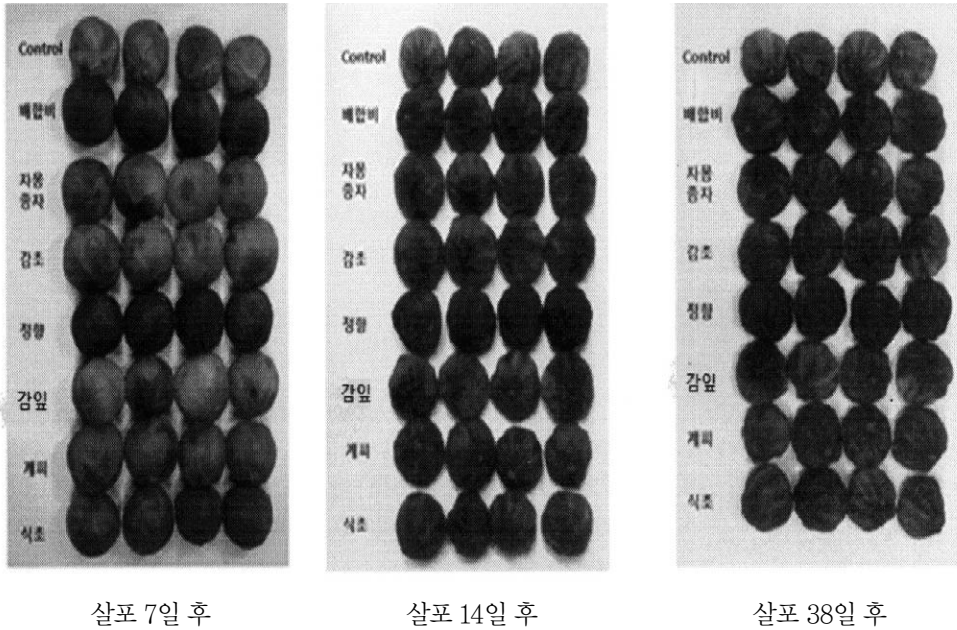 Control
배합비
자몽
종자
감초
정향
감잎
계피
식초
살포 7일 후
Control
배합비
자몽
종자
감초
정향
감잎
계피
식초
살포 14일 후
Control
배합비
자몽
종자
감초
정향
감잎
계피
식초
살포 38일 후